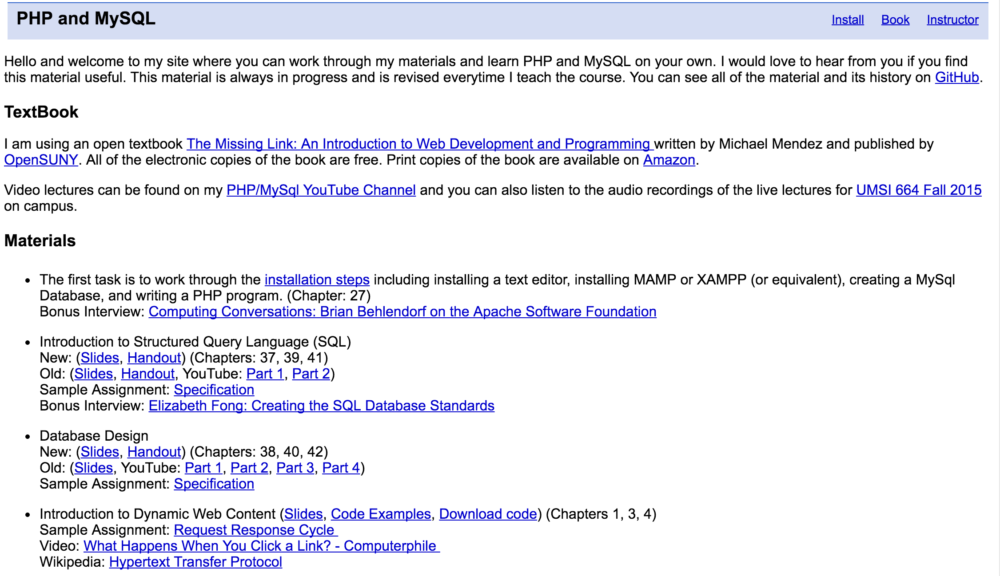 PHP and MySQL
Install Book Instructor
Hello and welcome to my site where you can work through my materials and learn PHP and MySQL on your own. I would love to hear from you if you find
this material useful. This material is always in progress and is revised everytime I teach the course. You can see all of the material and its history on GitHub.
TextBook
I am using an open textbook The Missing Link: An Introduction to Web Development and Programming written by Michael Mendez and published by
OpenSUNY. All of the electronic copies of the book are free. Print copies of the book are available on Amazon.
Video lectures can be found on my PHP/MySql YouTube Channel and you can also listen to the audio recordings of the live lectures for UMSI 664 Fall 2015
on campus.
Materials
• The first task is to work through the installation steps including installing a text editor, installing MAMP or XAMPP (or equivalent), creating a MySql
Database, and writing a PHP program. (Chapter: 27)
Bonus Interview: Computing Conversations: Brian Behlendorf on the Apache Software Foundation
• Introduction to Structured Query Language (SQL)
New: (Slides, Handout) (Chapters: 37, 39, 41)
Old: (Slides, Handout, YouTube: Part 1, Part 2)
Sample Assignment: Specification
Bonus Interview: Elizabeth Fong: Creating the SQL Database Standards
• Database Design
New: (Slides, Handout) (Chapters: 38, 40, 42)
Old: (Slides, YouTube: Part 1, Part 2, Part 3, Part 4)
Sample Assignment: Specification
• Introduction to Dynamic Web Content (Slides, Code Examples, Download code) (Chapters 1, 3, 4)
Sample Assignment: Request Response Cycle
Video: What Happens When You Click a Link? - Computerphile
Wikipedia: Hypertext Transfer Protocol